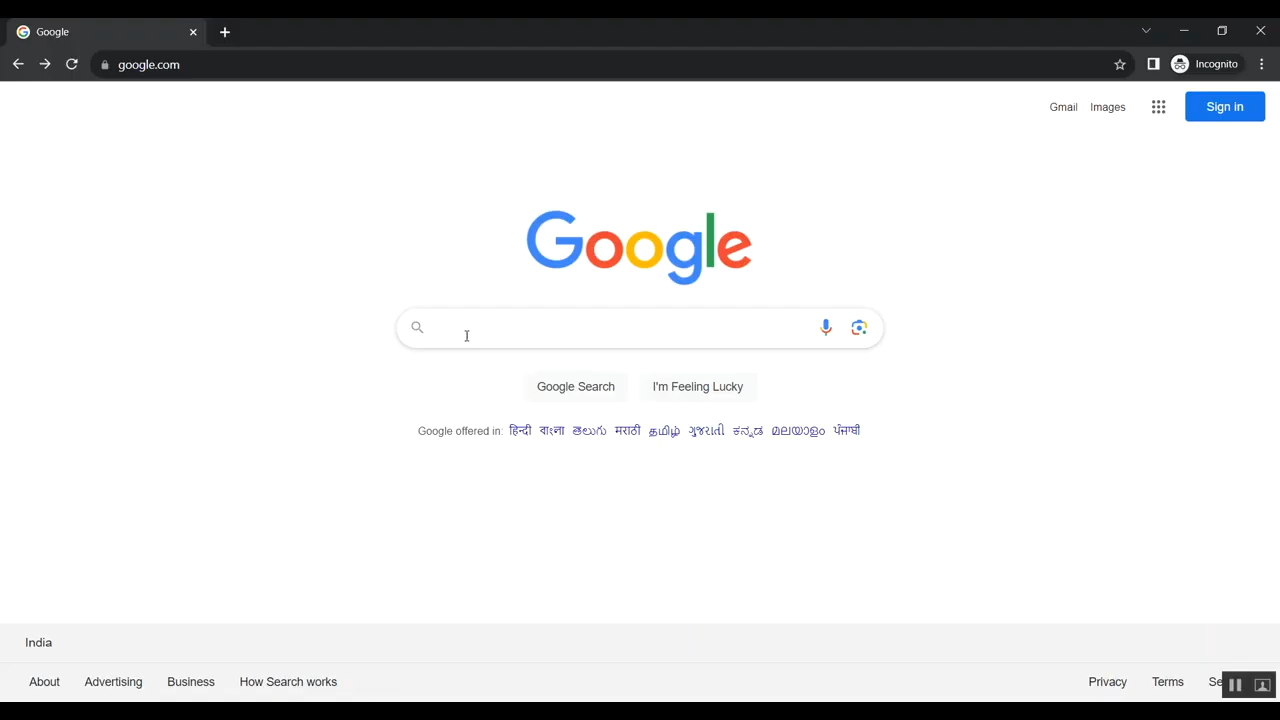 Google
google.com
Incognito
Gmail Images Sign in
Google
Google Search I'm Feeling Lucky
Google offered in: हिन्दी বাংলা తెలుగు मराठी தமிழ் ગુજરાતી ಕನ್ನಡ മലയാളം ਪੰਜਾਬੀ
India
About Advertising Business How Search works Privacy Terms